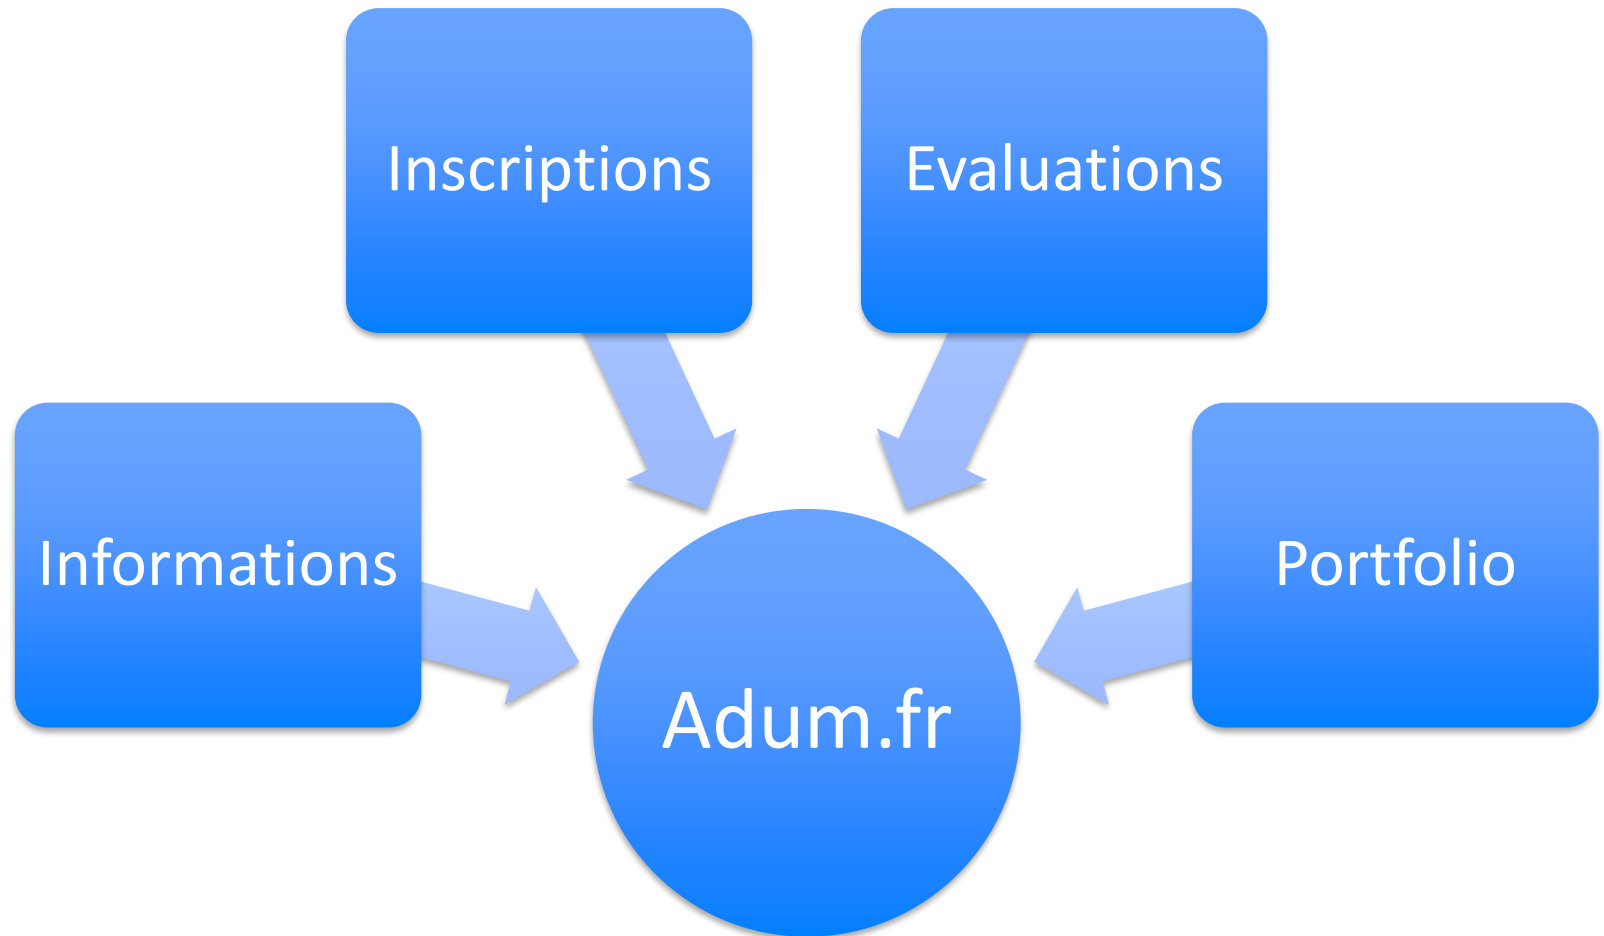 Inscriptions
Evaluations
Informations
Portfolio
Adum.fr